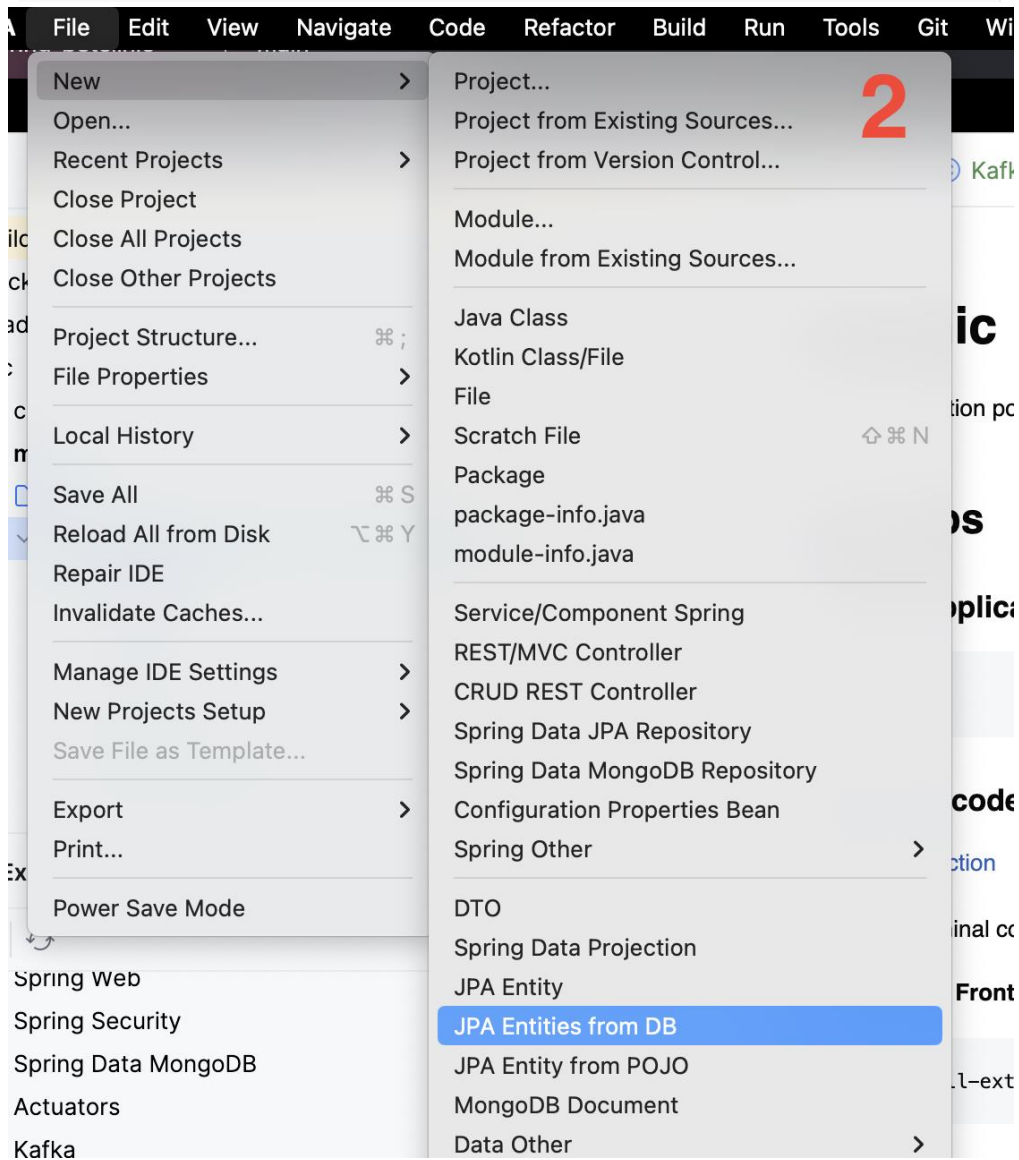 File Edit View Navigate Code Refactor Build Run Tools Git
New
Open...
Recent Projects
Close Project
Close All Projects
Close Other Projects
Project Structure... ⌘ ;
File Properties
Local History
Save All ⌘ S
Reload All from Disk ⌥ ⌘ Y
Repair IDE
Invalidate Caches...
Manage IDE Settings
New Projects Setup
Save File as Template...
Export
Print...
Power Save Mode
Project...
Project from Existing Sources...
Project from Version Control...
2
Module...
Module from Existing Sources...
Java Class
Kotlin Class/File
File
Scratch File ⇧ ⌘ N
Package
package-info.java
module-info.java
Service/Component Spring
REST/MVC Controller
CRUD REST Controller
Spring Data JPA Repository
Spring Data MongoDB Repository
Configuration Properties Bean
Spring Other
DTO
Spring Data Projection
JPA Entity
JPA Entities from DB
JPA Entity from POJO
MongoDB Document
Data Other
Spring Web
Spring Security
Spring Data MongoDB
Actuators
Kafka
Front